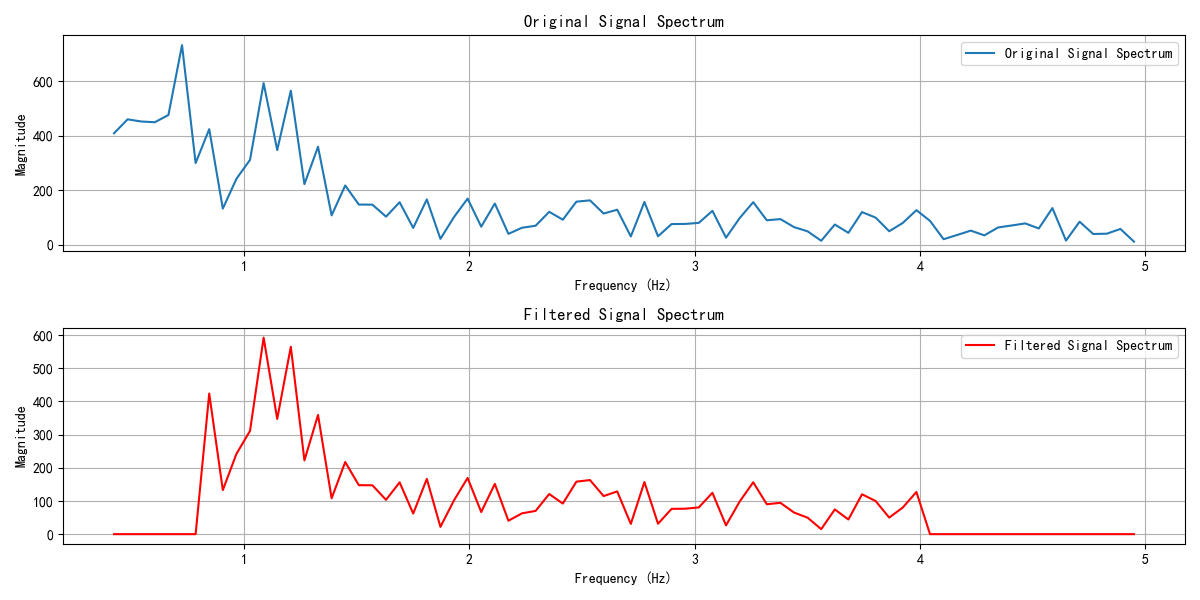 Original Signal Spectrum
Original Signal Spectrum
Magnitude
600
400
200
0
1 2 3 4 5
Frequency (Hz)
Filtered Signal Spectrum
Filtered Signal Spectrum
Magnitude
600
500
400
300
200
100
0
1 2 3 4 5
Frequency (Hz)